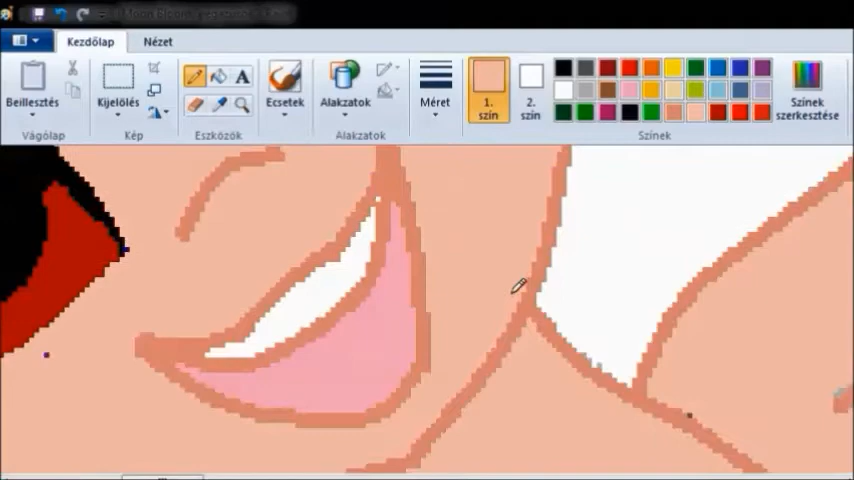 Kezdőlap Nézet
Beillesztés
Kijelölés
A
Ecsetek
Alakzatok
Méret
1.
szín
2.
szín
Színek
szerkesztése
Vágólap
Kép
Eszközök
Alakzatok
Színek